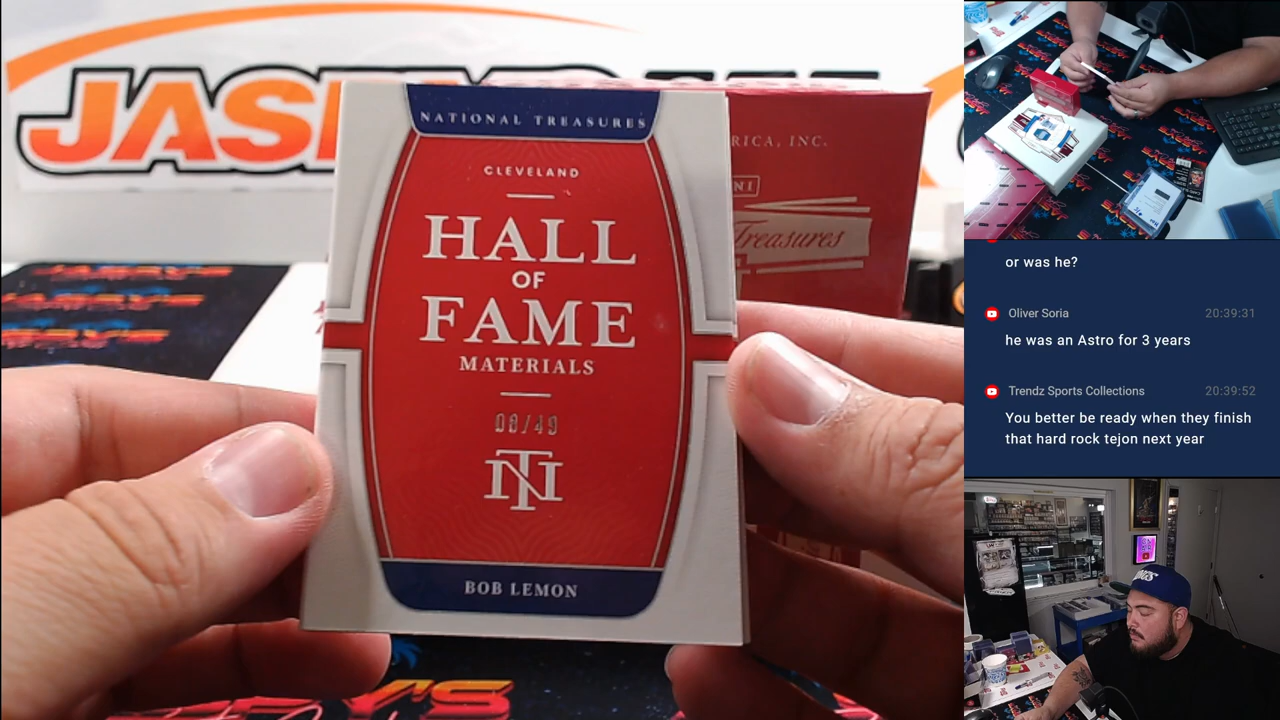 NATIONAL TREASURES
CLEVELAND
HALL
OF
FAME
MATERIALS
08/49
BOB LEMON
RICA, INC.
Treasures
or was he?
Oliver Soria 20:39:31
he was an Astro for 3 years
Trendz Sports Collections 20:39:52
You better be ready when they finish
that hard rock tejon next year